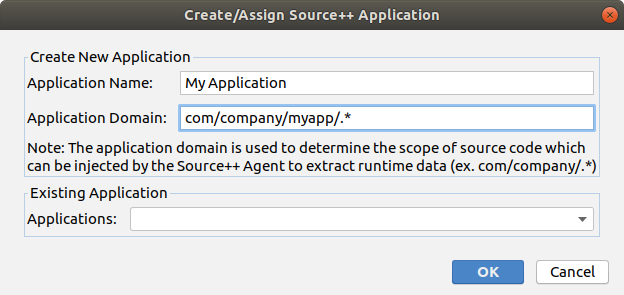 Create/Assign Source++ Application
Create New Application
Application Name: My Application
Application Domain: com/company/myapp/.*
Note: The application domain is used to determine the scope of source code which
can be injected by the Source++ Agent to extract runtime data (ex. com/company/.*)
Existing Application
Applications:
OK Cancel